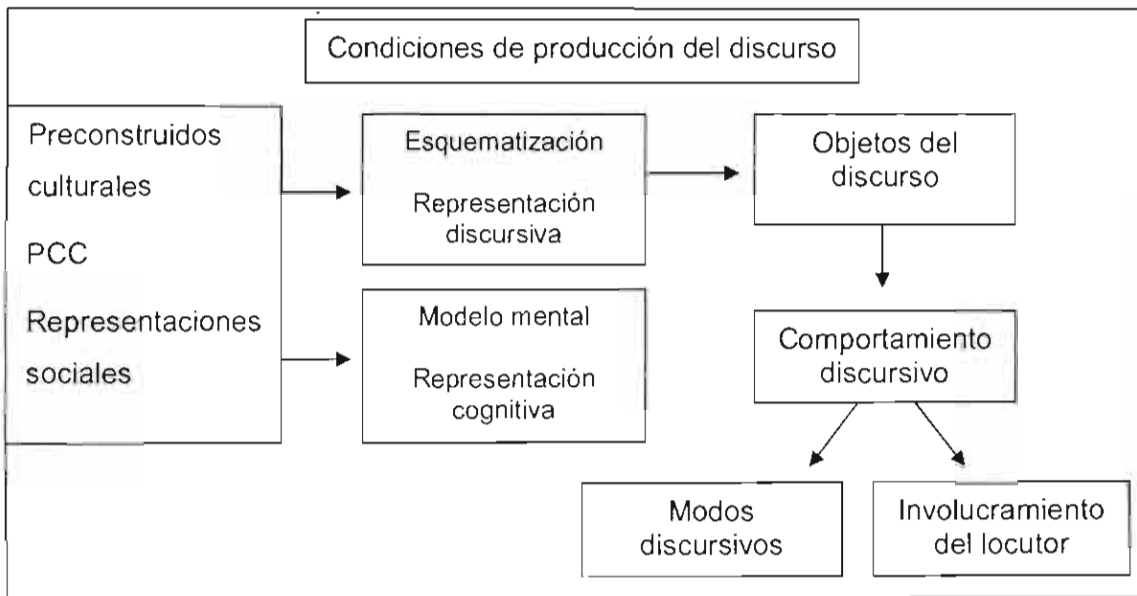 Condiciones de producción del discurso
Preconstruidos
culturales
PCC
Representaciones
sociales
Esquematización
Representación
discursiva
Modelo mental
Representación
cognitiva
Objetos del
discurso
Comportamiento
discursivo
Modos
discursivos
Involucramiento
del locutor